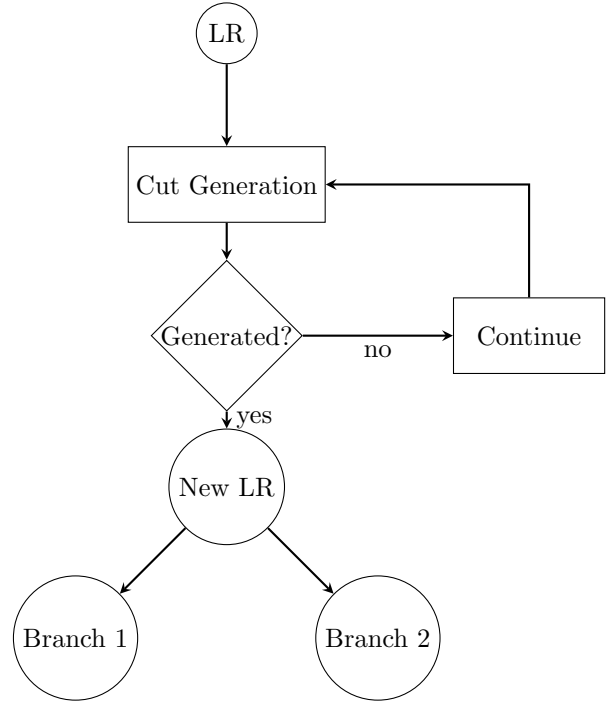 LR
Cut Generation
Generated?
no
Continue
yes
New LR
Branch 1
Branch 2